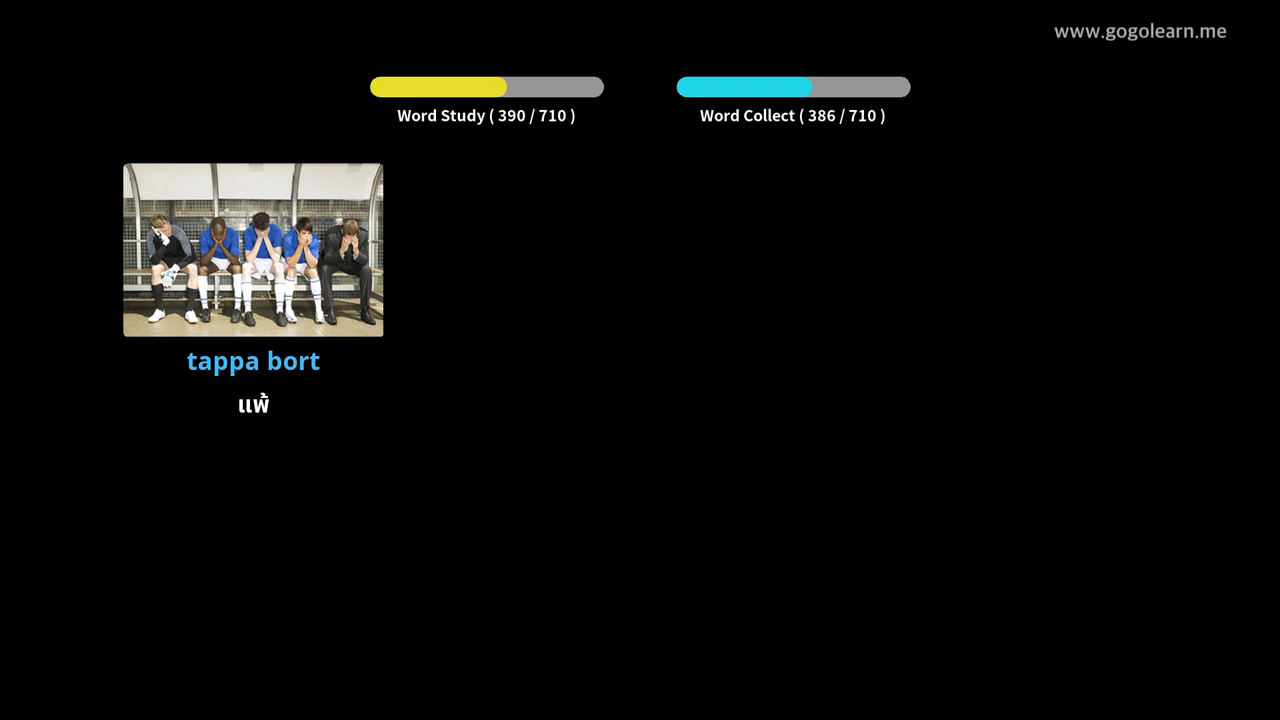 www.gogolearn.me
Word Study ( 390 / 710 )
Word Collect ( 386 / 710 )
tappa bort
แพ้